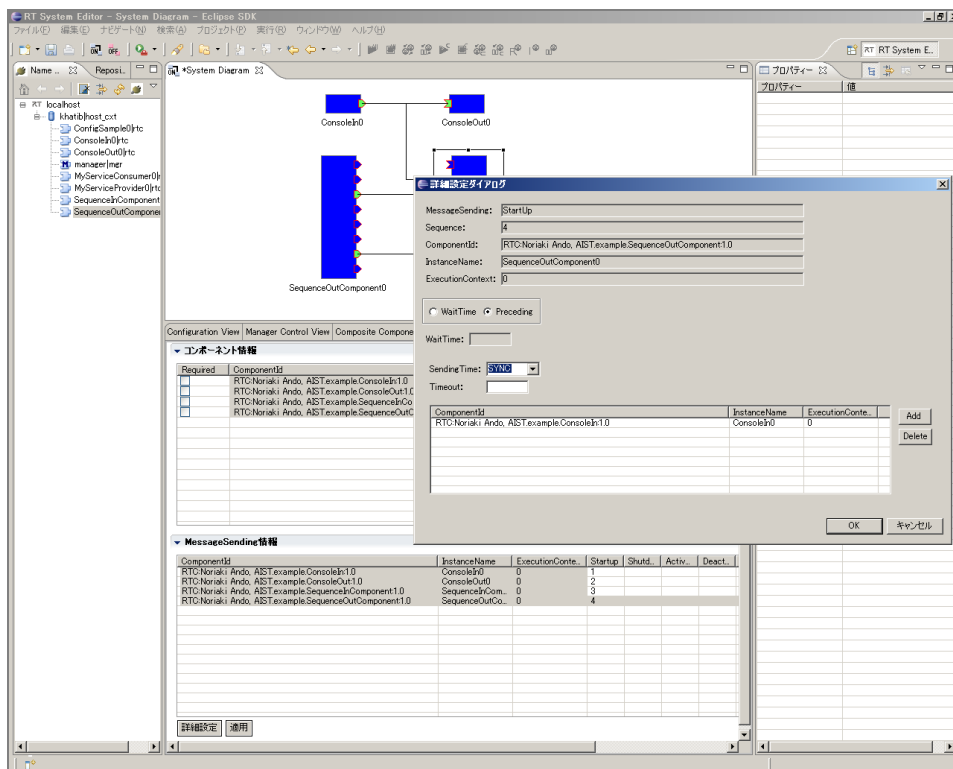 RT System Editor - System Diagram - Eclipse SDK
ファイル(F) 編集(E) ナビゲート(N) 検索(A) プロジェクト(P) 実行(R) ウィンドウ(W) ヘルプ(H)
RT System E..
Name ..
Reposi..
*System Diagram
プロパティー
プロパティー 値
localhost
khatib|host_cxt
ConfigSample0|rtc
ConsoleIn0|rtc
ConsoleOut0|rtc
manager|mgr
MyServiceConsumer0|r
MyServiceProvider0|rtc
SequenceInComponent
SequenceOutComponen
ConsoleIn0
ConsoleOut0
SequenceOutComponent0
詳細設定ダイアログ
MessageSending: StartUp
Sequence: 4
ComponentId: RTC:Noriaki Ando, AIST.example.SequenceOutComponent:1.0
InstanceName: SequenceOutComponent0
ExecutionContext: 0
WaitTime Preceding
WaitTime:
SendingTime: SYNC
Timeout:
ComponentId InstanceName ExecutionConte..
RTC:Noriaki Ando, AIST.example.ConsoleIn:1.0 ConsoleIn0 0
Add
Delete
OK キャンセル
Configuration View Manager Control View Composite Compone
コンポーネント情報
Required ComponentId
RTC:Noriaki Ando, AIST.example.ConsoleIn:1.0
RTC:Noriaki Ando, AIST.example.ConsoleOut:1.0
RTC:Noriaki Ando, AIST.example.SequenceInCo
RTC:Noriaki Ando, AIST.example.SequenceOutC
MessageSending情報
ComponentId InstanceName ExecutionConte.. Startup Shutd.. Activ.. Deact..
RTC:Noriaki Ando, AIST.example.ConsoleIn:1.0 ConsoleIn0 0 1
RTC:Noriaki Ando, AIST.example.ConsoleOut:1.0 ConsoleOut0 0 2
RTC:Noriaki Ando, AIST.example.SequenceInComponent:1.0 SequenceInCom.. 0 3
RTC:Noriaki Ando, AIST.example.SequenceOutComponent:1.0 SequenceOutCo.. 0 4
詳細設定 適用